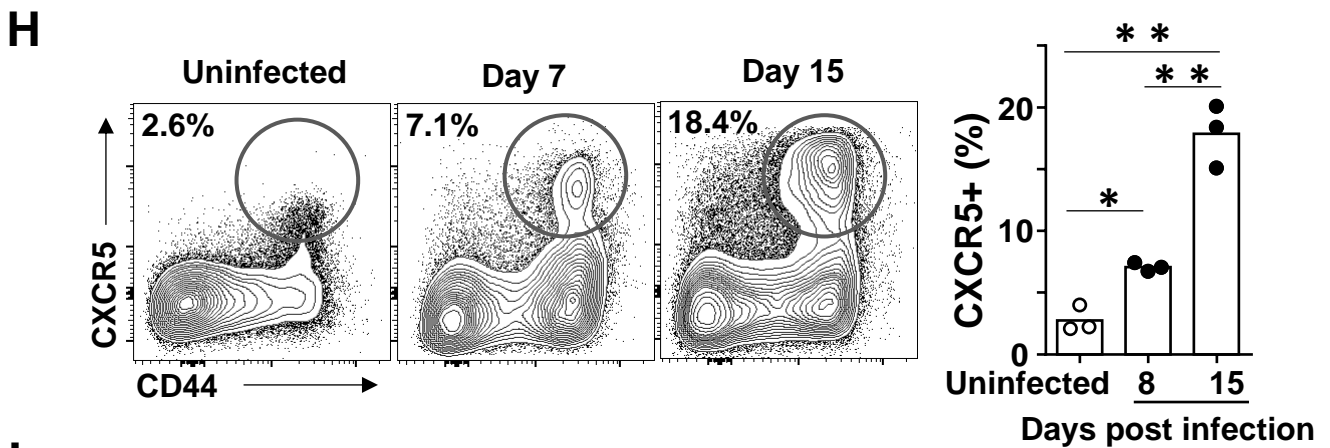 H
Uninfected
Day 7
Day 15
2.6%
7.1%
18.4%
CXCR5
CD44
* *
* *
*
CXCR5+ (%)
20
10
0
Uninfected 8 15
Days post infection